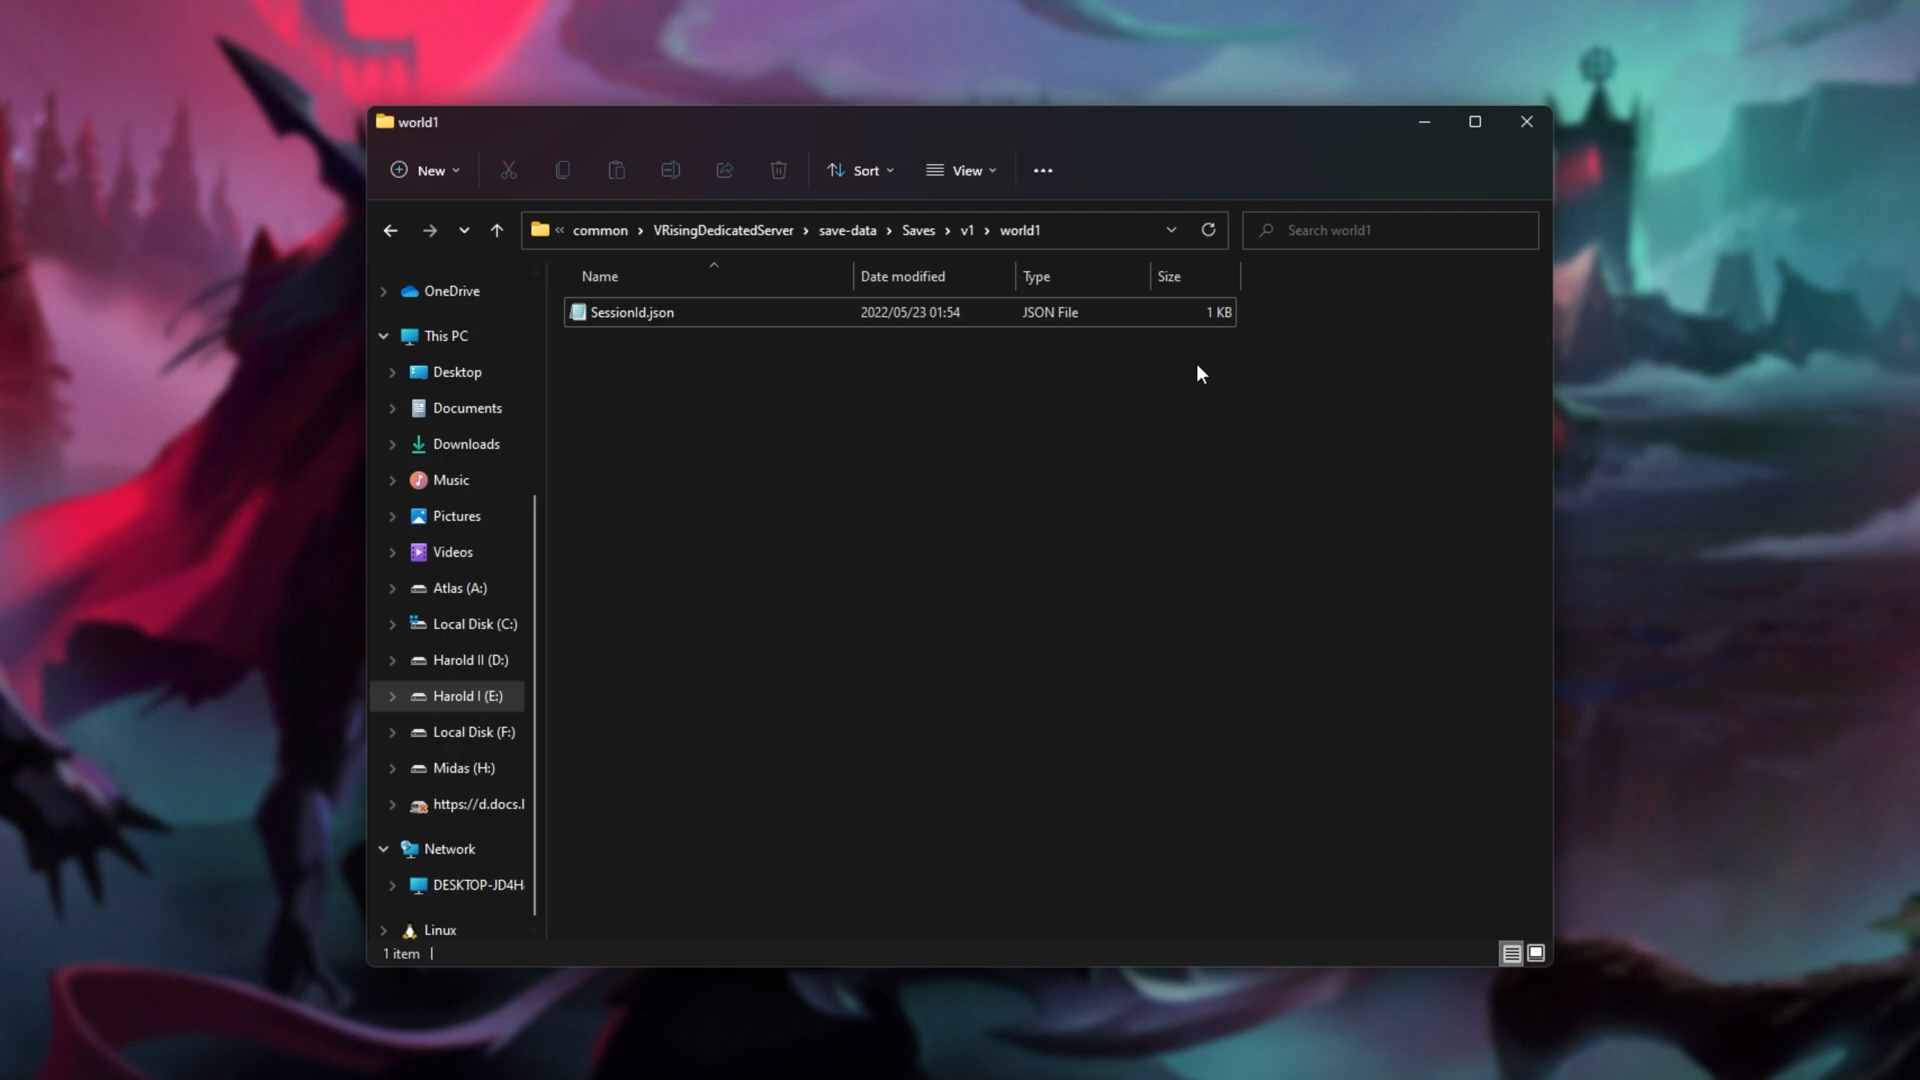 world1
New
Sort
View
« common › VRisingDedicatedServer › save-data › Saves › v1 › world1
Search world1
Name Date modified Type Size
SessionId.json 2022/05/23 01:54 JSON File 1 KB
OneDrive
This PC
Desktop
Documents
Downloads
Music
Pictures
Videos
Atlas (A:)
Local Disk (C:)
Harold II (D:)
Harold I (E:)
Local Disk (F:)
Midas (H:)
https://d.docs.l
Network
DESKTOP-JD4H
Linux
1 item